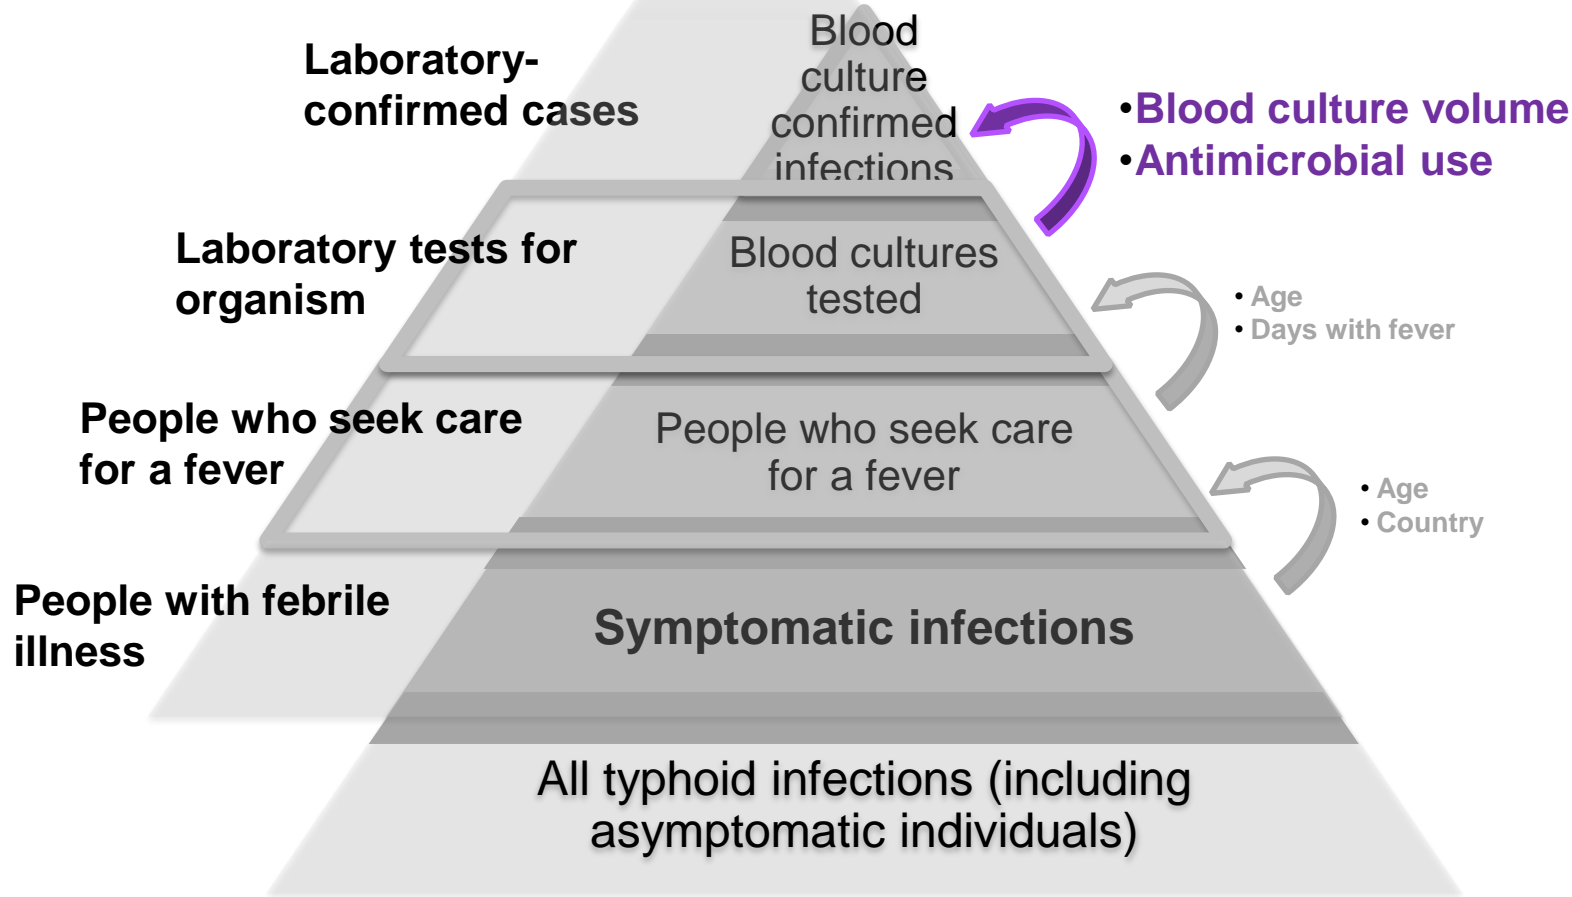 Laboratory-
confirmed cases
Blood
culture
confirmed
infections
•Blood culture volume
•Antimicrobial use
Laboratory tests for
organism
Blood cultures
tested
• Age
• Days with fever
People who seek care
for a fever
People who seek care
for a fever
• Age
• Country
People with febrile
illness
Symptomatic infections
All typhoid infections (including
asymptomatic individuals)